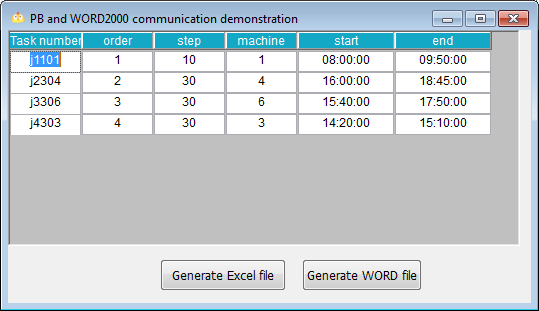 PB and WORD2000 communication demonstration
Task number order step machine start end
j1101 1 10 1 08:00:00 09:50:00
j2304 2 30 4 16:00:00 18:45:00
j3306 3 30 6 15:40:00 17:50:00
j4303 4 30 3 14:20:00 15:10:00
Generate Excel file Generate WORD file